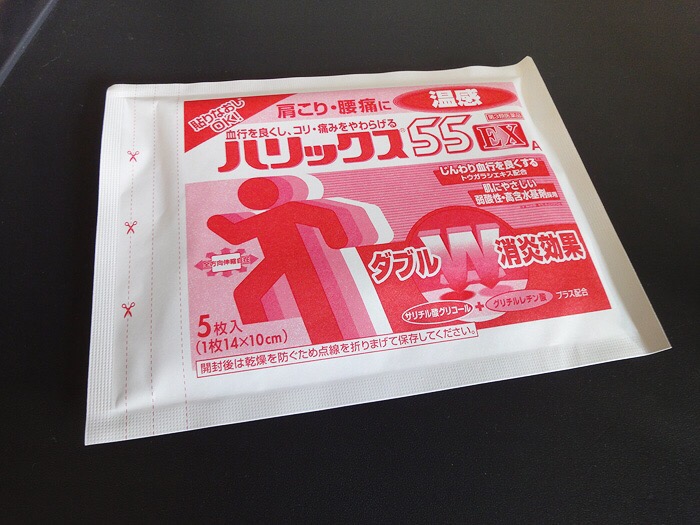 貼りなおし
OK!
肩こり・腰痛に
温感
血行を良くし、コリ・痛みをやわらげる
第3類医薬品
ハリックス®55 EX A
じんわり血行を良くする
トウガラシエキス配合
肌にやさしい
弱酸性・高含水基剤採用
全方向伸縮
ダブル W 消炎効果
サリチル酸グリコール + グリチルレチン酸 プラス配合
5枚入
(1枚14×10cm)
開封後は乾燥を防ぐため点線を折りまげて保存してください。